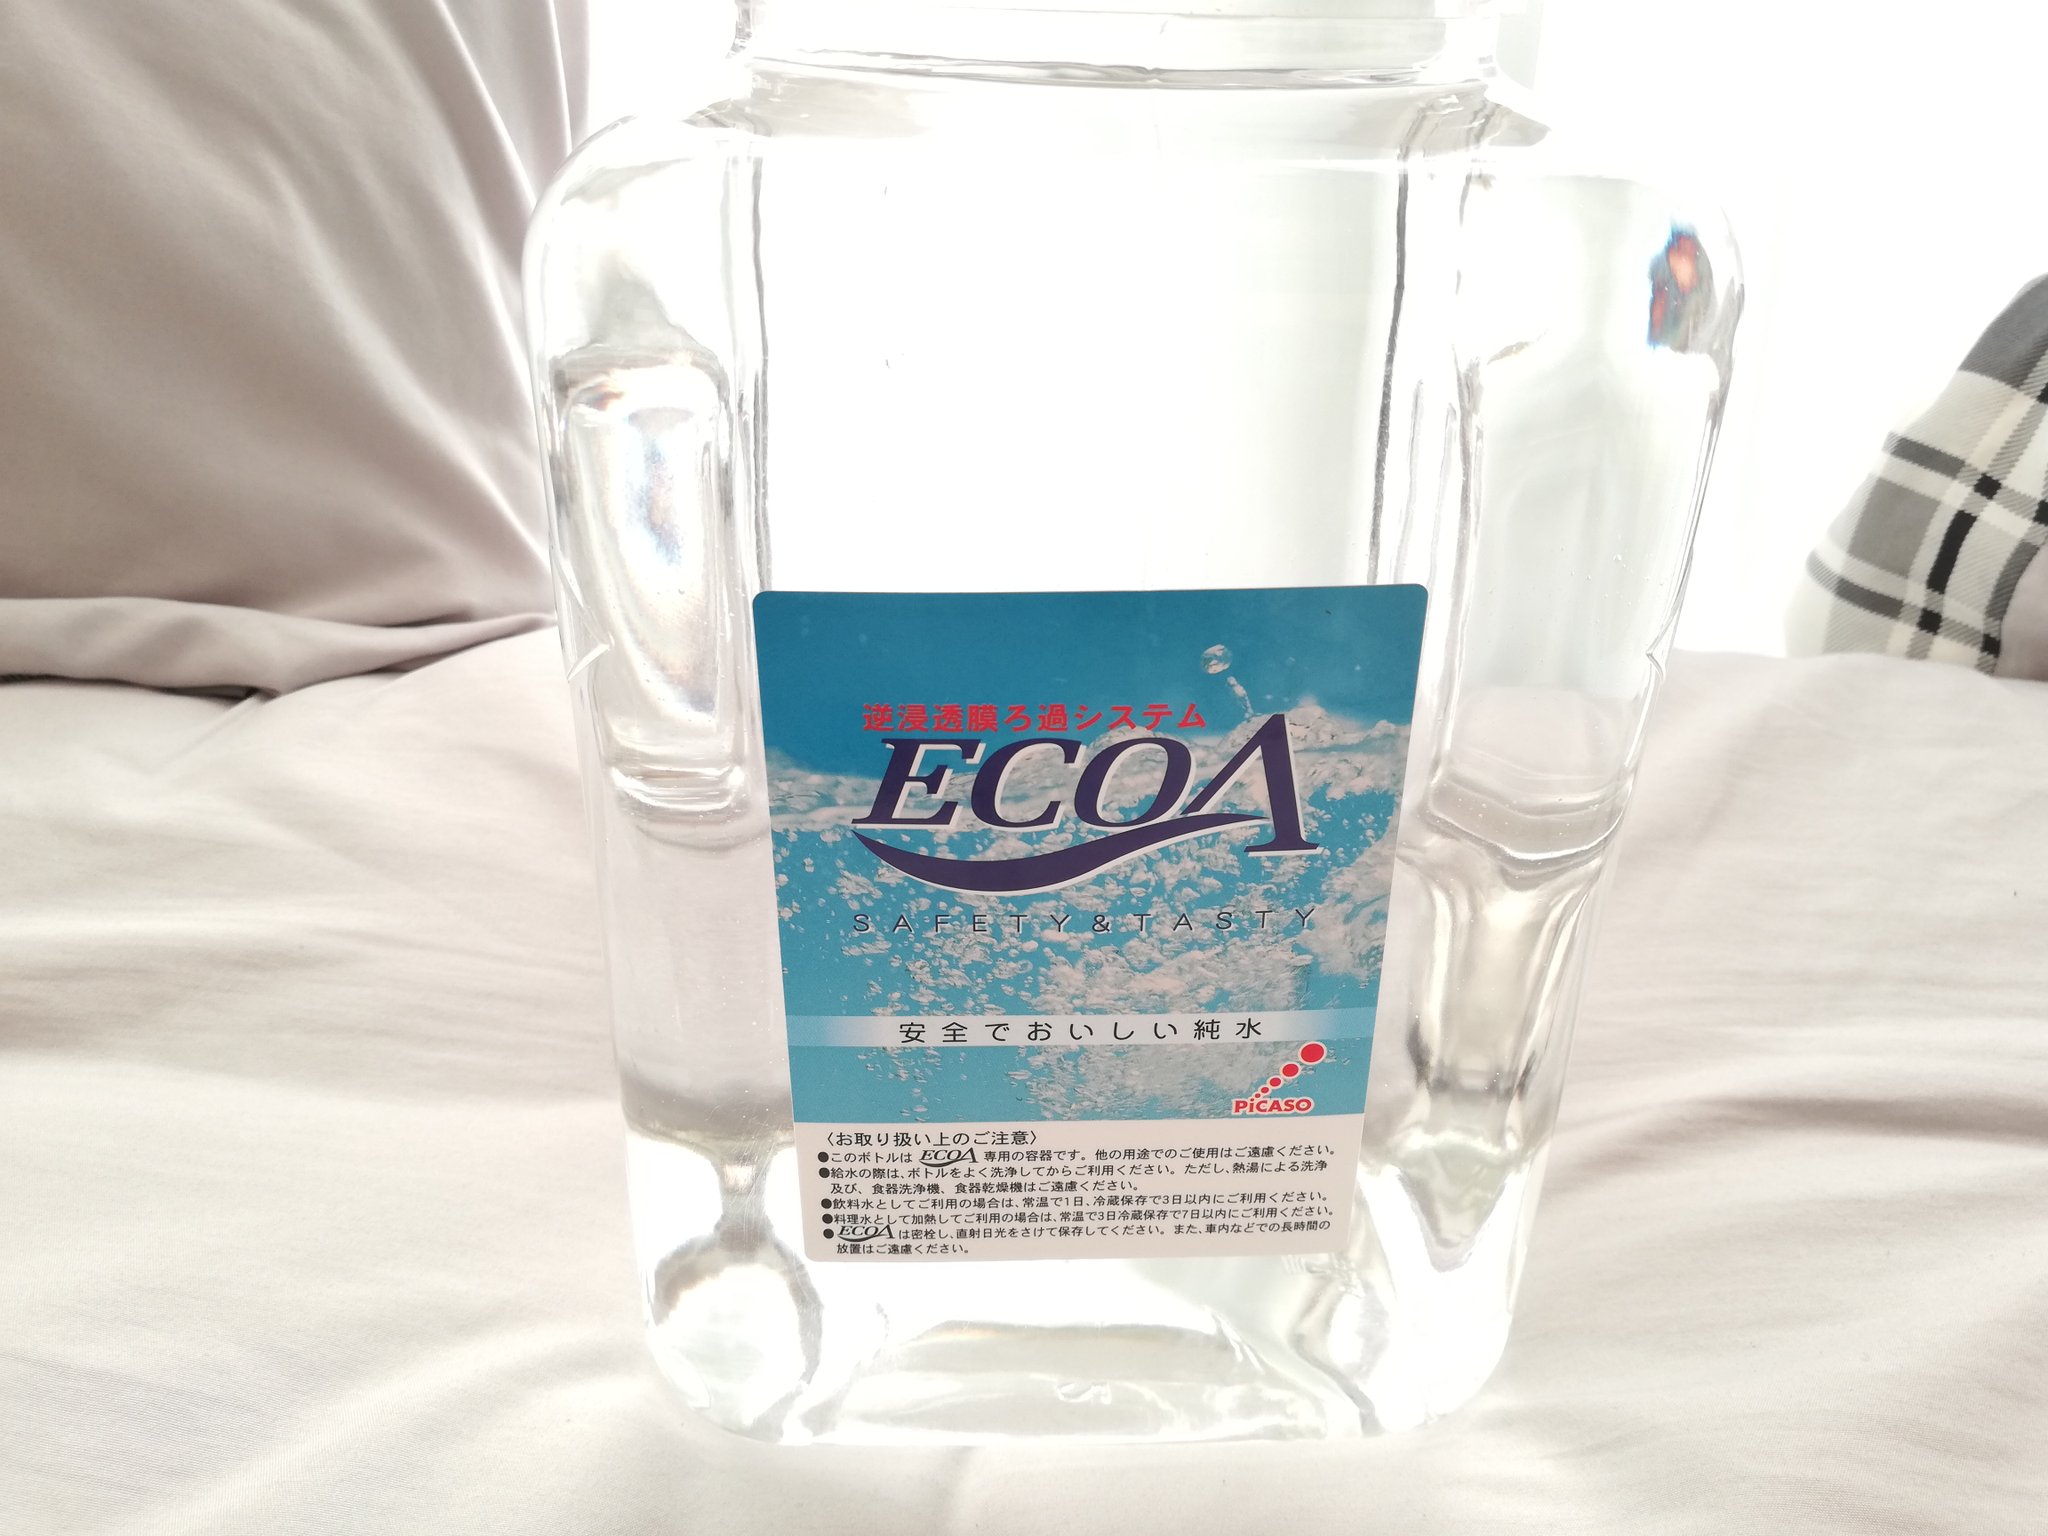 逆浸透膜ろ過システム
ECOA
SAFETY&TASTY
安全でおいしい純水
PiCASO
〈お取り扱い上のご注意〉
●このボトルは ECOA 専用の容器です。他の用途でのご使用はご遠慮ください。
●給水の際は、ボトルをよく洗浄してからご利用ください。ただし、熱湯による洗浄
及び、食器洗浄機、食器乾燥機はご遠慮ください。
●飲料水としてご利用の場合は、常温で1日、冷蔵保存で3日以内にご利用ください。
●料理水として加熱してご利用の場合は、常温で3日冷蔵保存で7日以内にご利用ください。
●ECOA は密栓し、直射日光をさけて保存してください。また、車内などでの長時間の
放置はご遠慮ください。